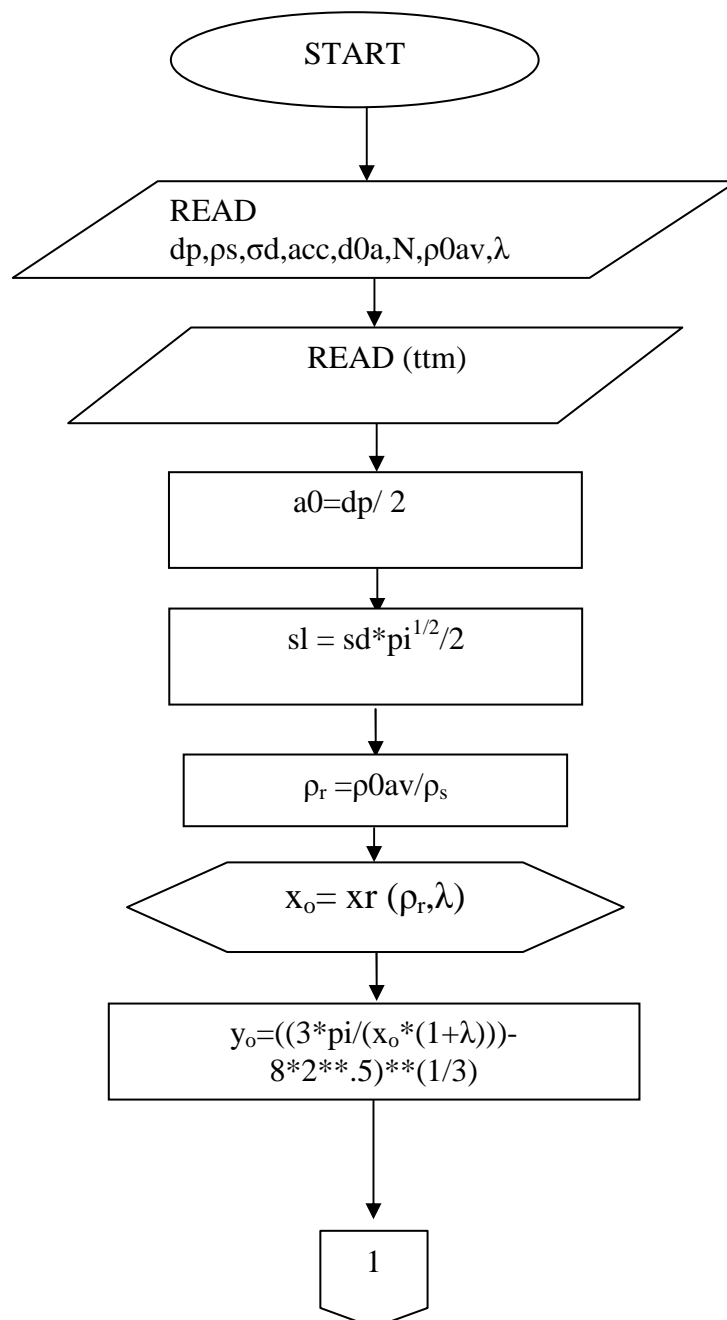 START
READ
dp,ρs,σd,acc,d0a,N,ρ0av,λ
READ (ttm)
a0=dp/ 2
sl = sd*pi^1/2/2
ρr =ρ0av/ρs
xo= xr (ρr,λ)
yo=((3*pi/(xo*(1+λ)))-
8*2**.5)**(1/3)
1